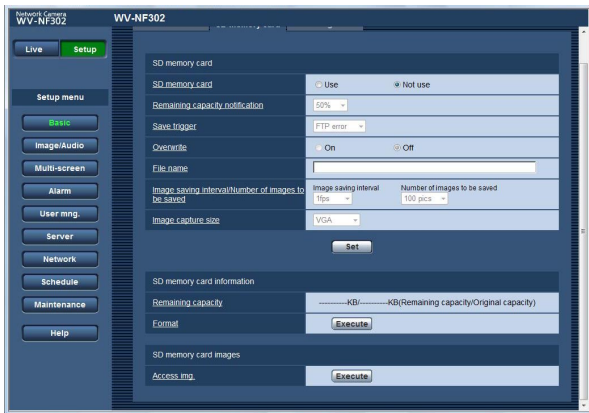 Network Camera
WV-NF302
WV-NF302
SD memory card
Live
Setup
Setup menu
Basic
Image/Audio
Multi-screen
Alarm
User mng.
Server
Network
Schedule
Maintenance
Help
SD memory card
SD memory card
Use
Not use
Remaining capacity notification
50%
Save trigger
FTP error
Overwrite
On
Off
File name
Image saving interval/Number of images to
be saved
Image saving interval
Number of images to be saved
1fps
100 pics
Image capture size
VGA
Set
SD memory card information
Remaining capacity
----------KB/----------KB(Remaining capacity/Original capacity)
Format
Execute
SD memory card images
Access img.
Execute